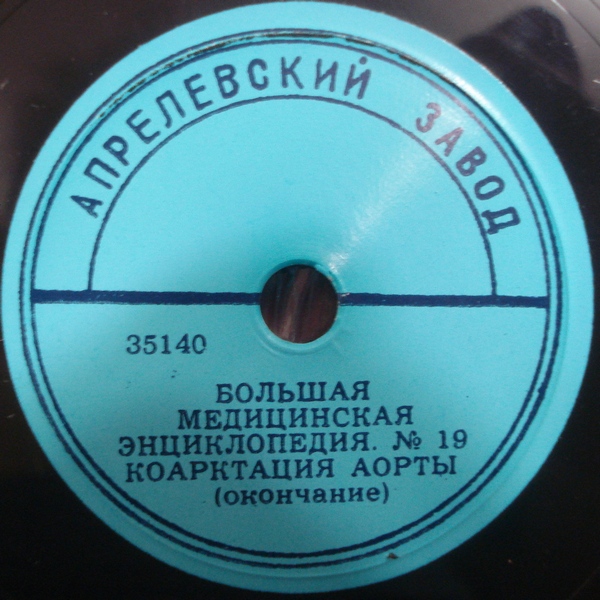 АПРЕЛЕВСКИЙ ЗАВОД
35140
БОЛЬШАЯ
МЕДИЦИНСКАЯ
ЭНЦИКЛОПЕДИЯ. № 19
КОАРКТАЦИЯ АОРТЫ
(окончание)